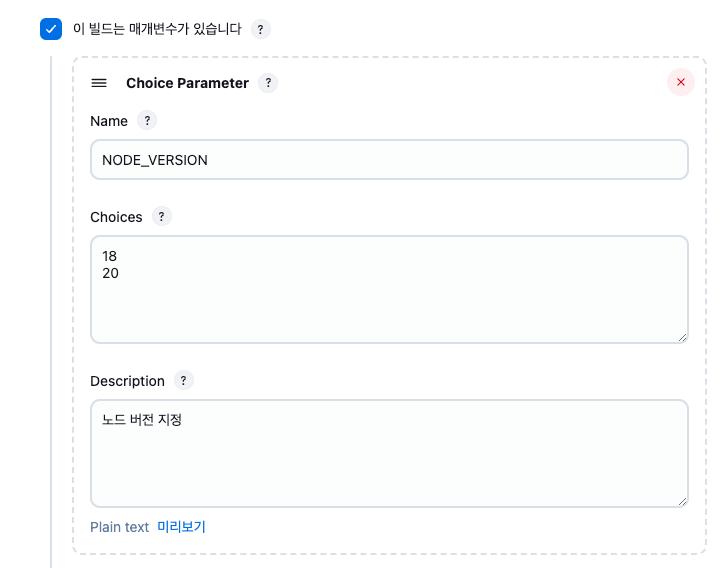 이 빌드는 매개변수가 있습니다 ?
Choice Parameter ?
Name ?
NODE_VERSION
Choices ?
18
20
Description ?
노드 버전 지정
Plain text 미리보기